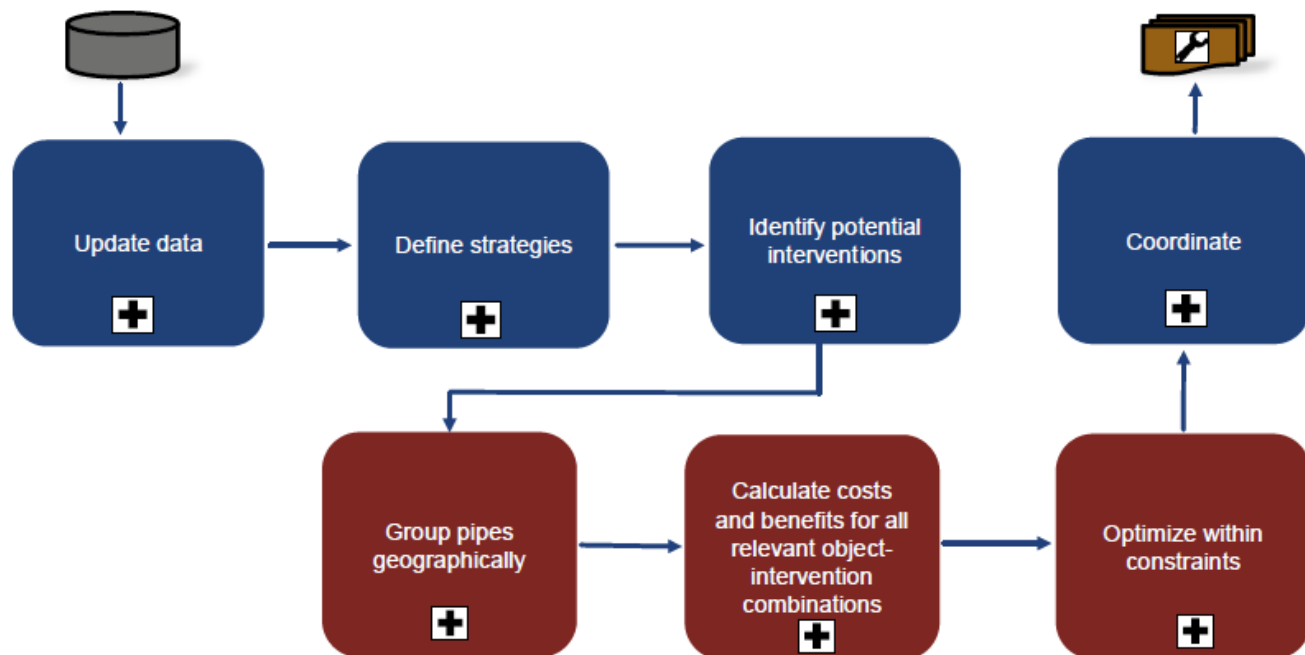 Update data
Define strategies
Identify potential
interventions
Coordinate
Group pipes
geographically
Calculate costs
and benefits for all
relevant object-
intervention
combinations
Optimize within
constraints